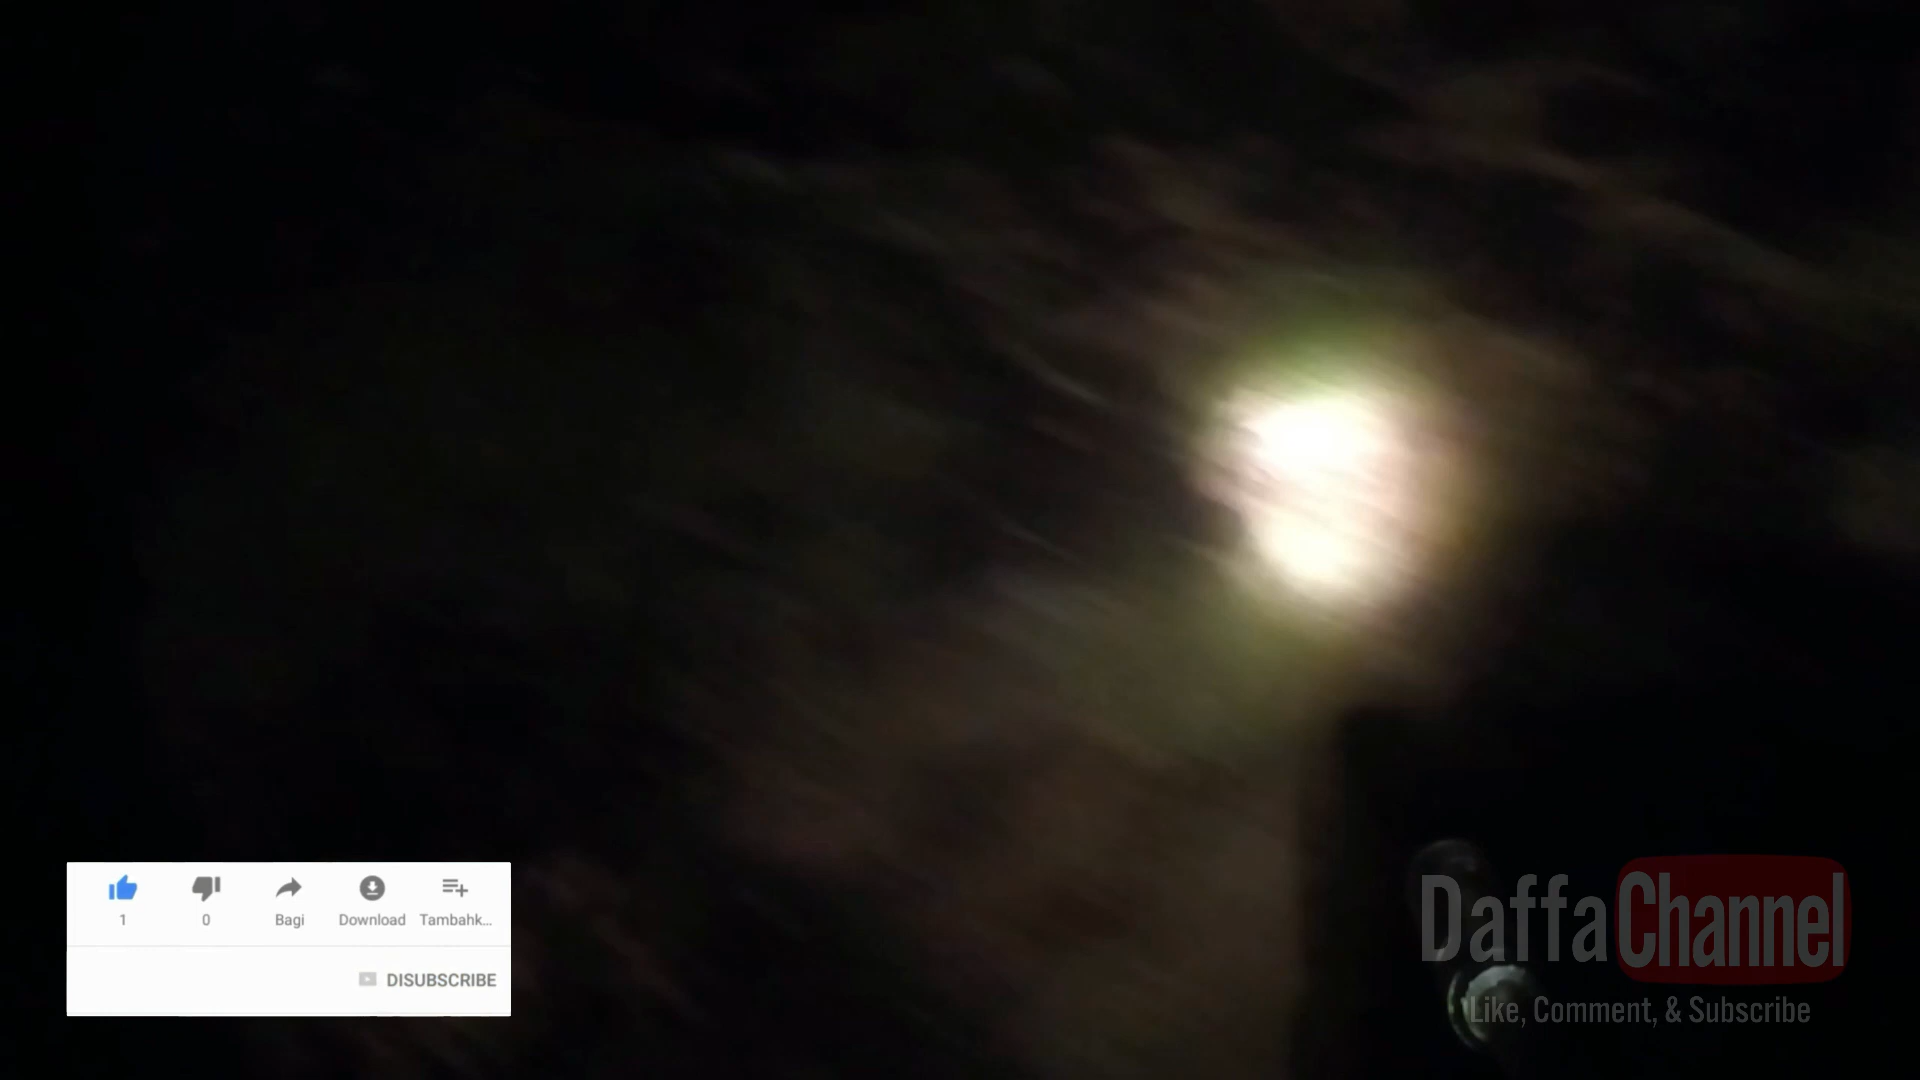 1
0
Bagi
Download
Tambahk...
DISUBSCRIBE
DaffaChannel
Like, Comment, & Subscribe